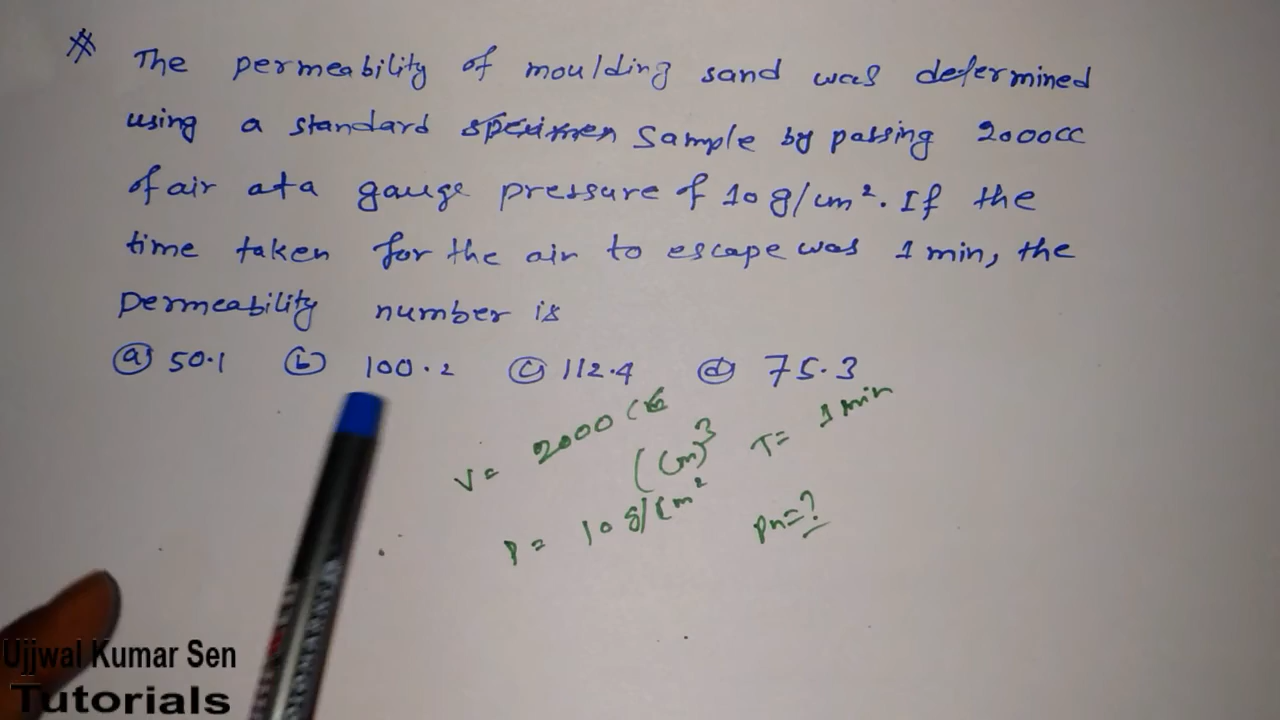 The permeability of moulding sand was determined
using a standard specimen sample by passing 2000cc
of air at a gauge pressure of 10 g/cm². If the
time taken for the air to escape was 1 min, the
permeability number is
(a) 50.1 (b) 100.2 (c) 112.4 (d) 75.3
V = 2000 cc T = 1 min
(cm)³
P = 10 g/cm² pn = ?
Ujjwal Kumar Sen
Tutorials